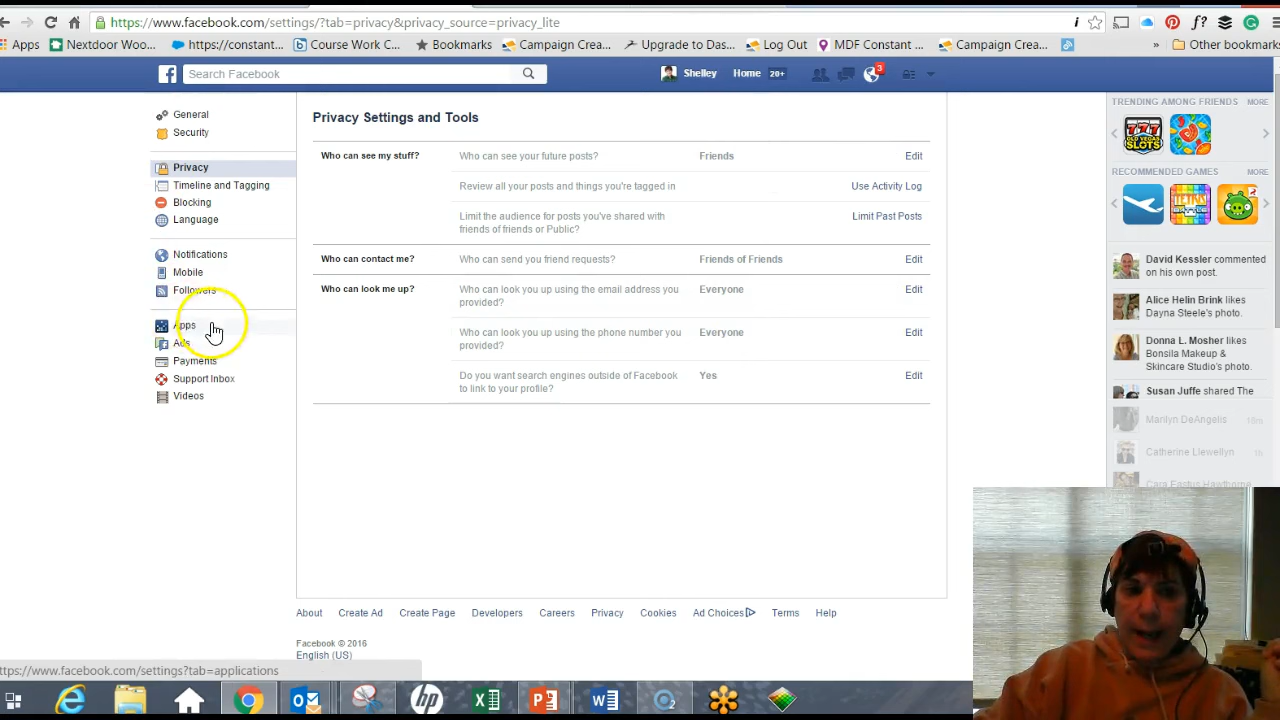 https://www.facebook.com/settings/?tab=privacy&privacy_source=privacy_lite
Apps
Nextdoor Woo...
https://constant...
Course Work C...
Bookmarks
Campaign Crea...
Upgrade to Das...
Log Out
MDF Constant ...
Campaign Crea...
»
Other bookmarks
Search Facebook
Shelley
Home 20+
3
General
Security
Privacy
Timeline and Tagging
Blocking
Language
Notifications
Mobile
Followers
Apps
Ads
Payments
Support Inbox
Videos
Privacy Settings and Tools
Who can see my stuff? Who can see your future posts? Friends Edit
Review all your posts and things you're tagged in Use Activity Log
Limit the audience for posts you've shared with Limit Past Posts
friends of friends or Public?
Who can contact me? Who can send you friend requests? Friends of Friends Edit
Who can look me up? Who can look you up using the email address you Everyone Edit
provided?
Who can look you up using the phone number you Everyone Edit
provided?
Do you want search engines outside of Facebook Yes Edit
to link to your profile?
TRENDING AMONG FRIENDS MORE
777
OLD VEGAS
SLOTS
RECOMMENDED GAMES MORE
TETRIS
BATTLE
David Kessler commented
on his own post.
Alice Helin Brink likes
Dayna Steele's photo.
Donna L. Mosher likes
Bonsila Makeup &
Skincare Studio's photo.
Susan Juffe shared The
Marilyn DeAngelis
Catherine Llewellyn 1h
Cara Eastus Hawthorne
About Create Ad Create Page Developers Careers Privacy Cookies Ad Choices Terms Help
Facebook © 2016
English (US)
https://www.facebook.com/settings?tab=applications